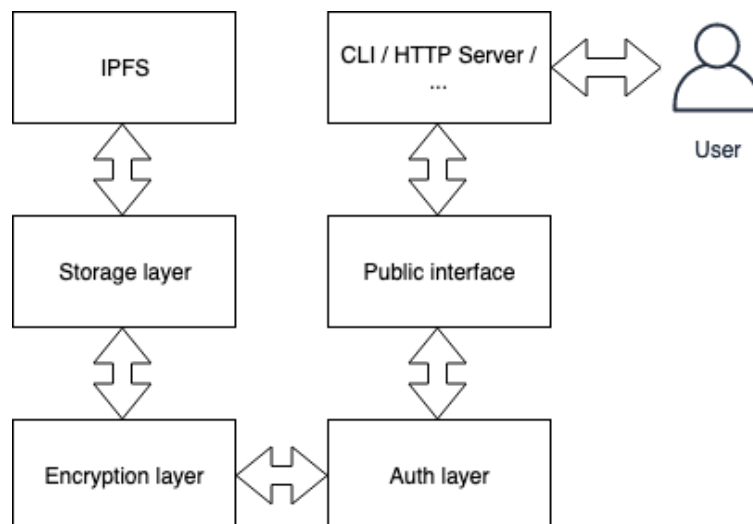 IPFS
CLI / HTTP Server /
...
User
Storage layer
Public interface
Encryption layer
Auth layer